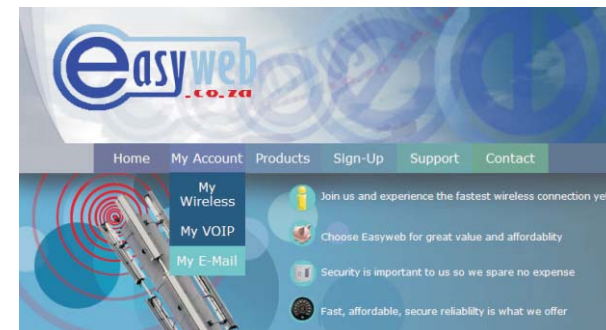 easyweb
.co.za
Home My Account Products Sign-Up Support Contact
My
Wireless
My VOIP
My E-Mail
Join us and experience the fastest wireless connection yet
Choose Easyweb for great value and affordablity
Security is important to us so we spare no expense
Fast, affordable, secure reliablilty is what we offer